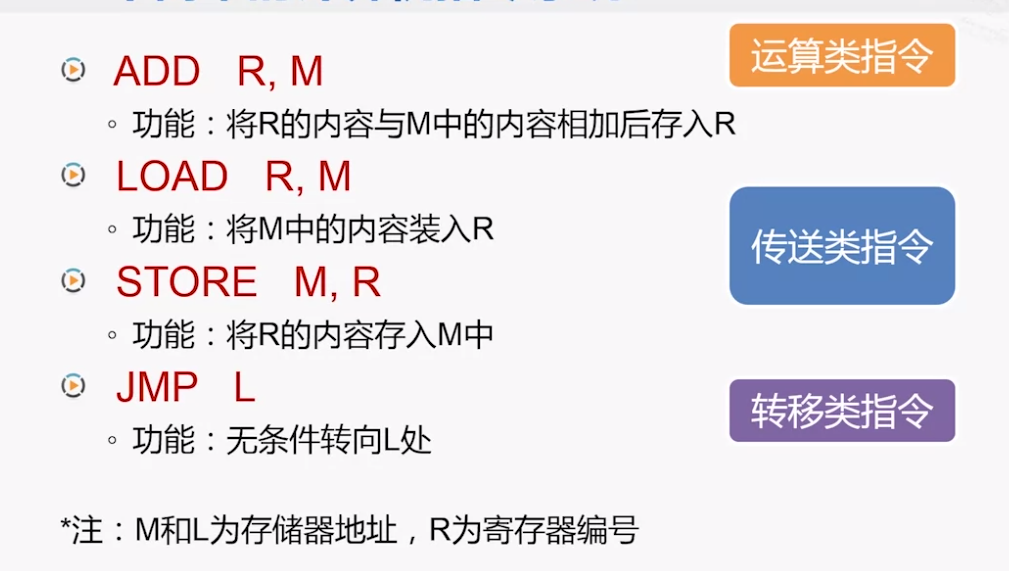 ADD R, M
运算类指令
功能：将R的内容与M中的内容相加后存入R
LOAD R, M
功能：将M中的内容装入R
传送类指令
STORE M, R
功能：将R的内容存入M中
JMP L
转移类指令
功能：无条件转向L处
*注：M和L为存储器地址，R为寄存器编号